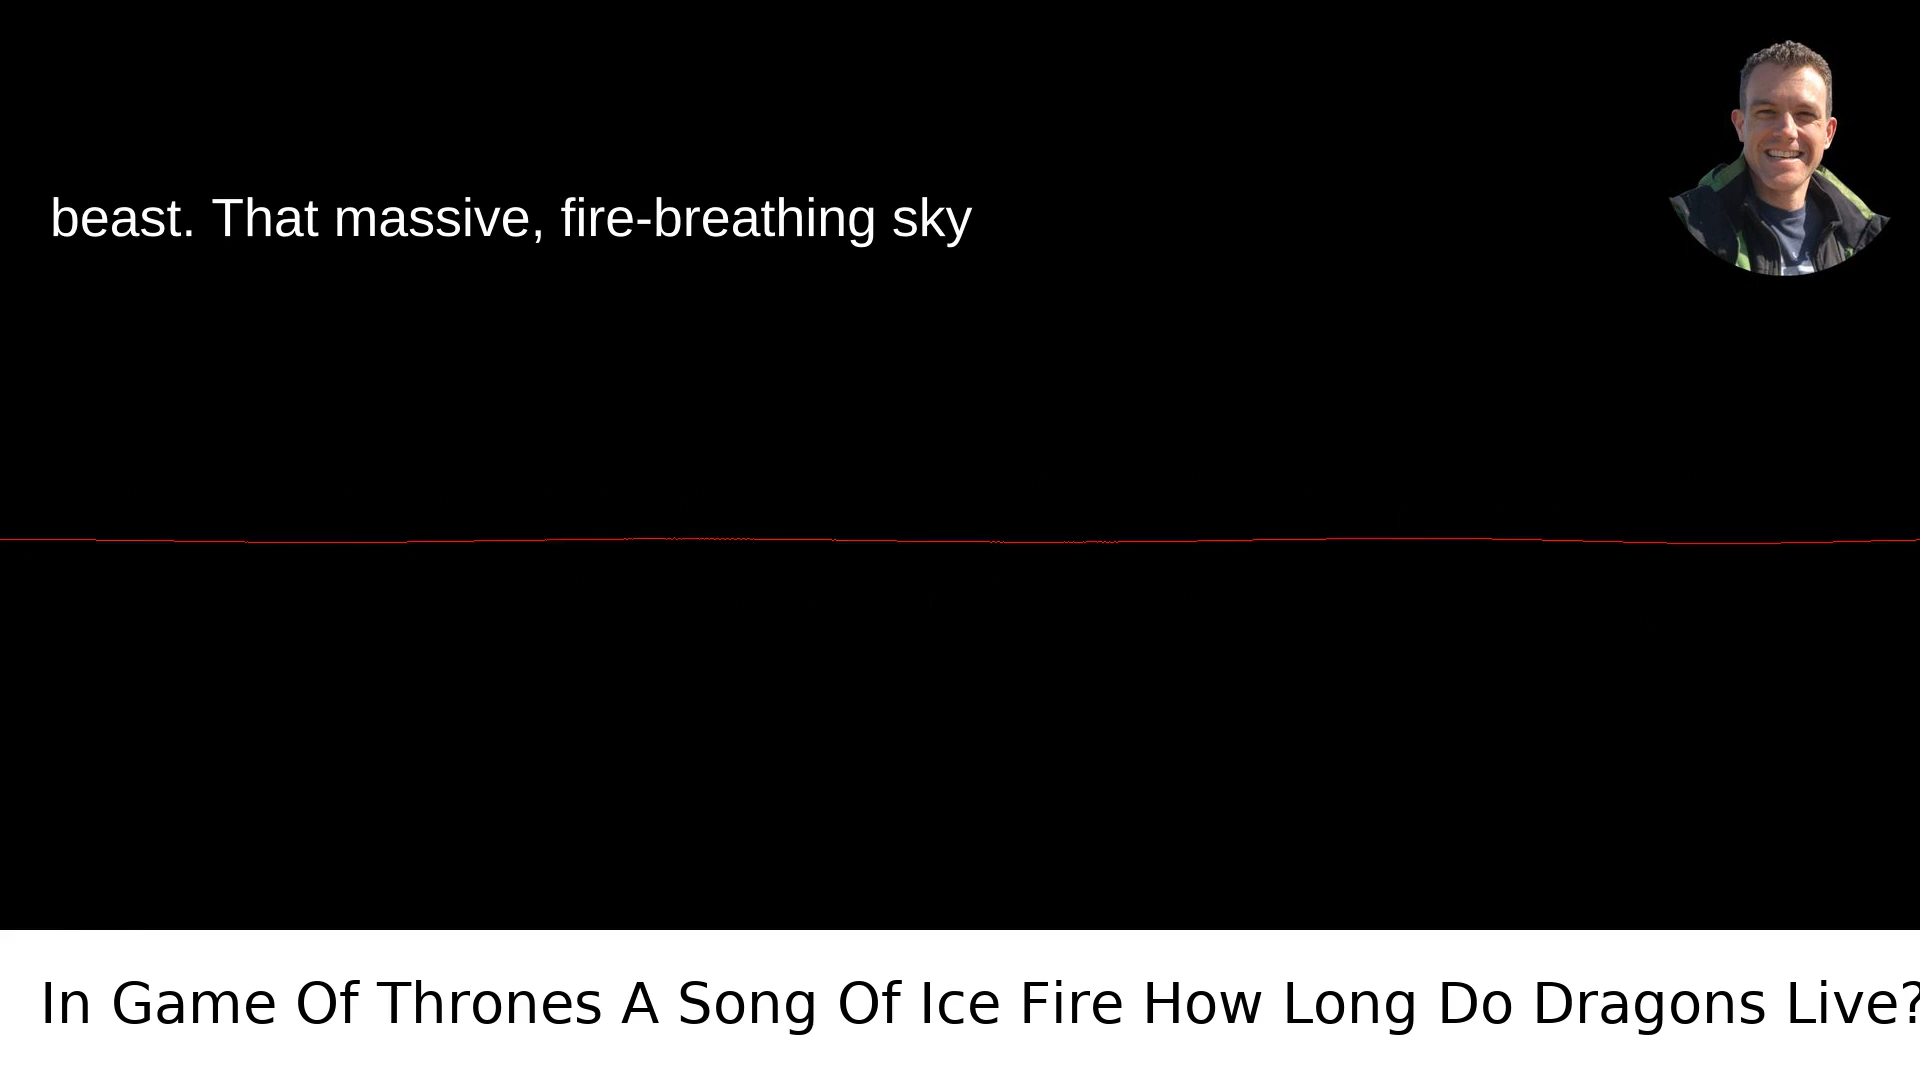 beast. That massive, fire-breathing sky
In Game Of Thrones A Song Of Ice Fire How Long Do Dragons Live?